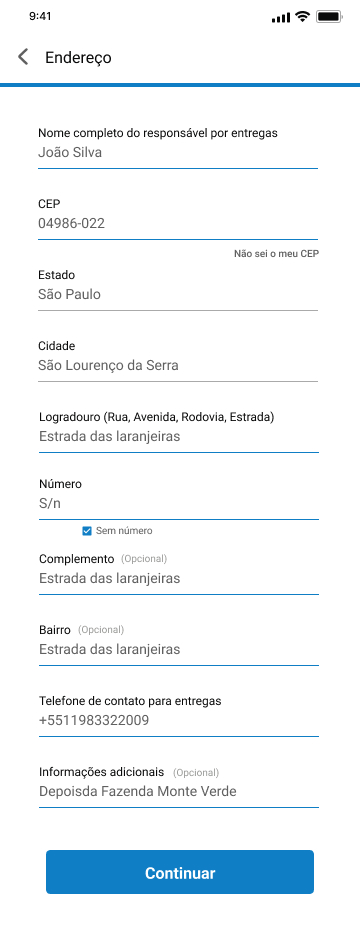 9:41
Endereço
Nome completo do responsável por entregas
João Silva
CEP
04986-022
Não sei o meu CEP
Estado
São Paulo
Cidade
São Lourenço da Serra
Logradouro (Rua, Avenida, Rodovia, Estrada)
Estrada das laranjeiras
Número
S/n
Sem número
Complemento (Opcional)
Estrada das laranjeiras
Bairro (Opcional)
Estrada das laranjeiras
Telefone de contato para entregas
+5511983322009
Informações adicionais (Opcional)
Depoisda Fazenda Monte Verde
Continuar